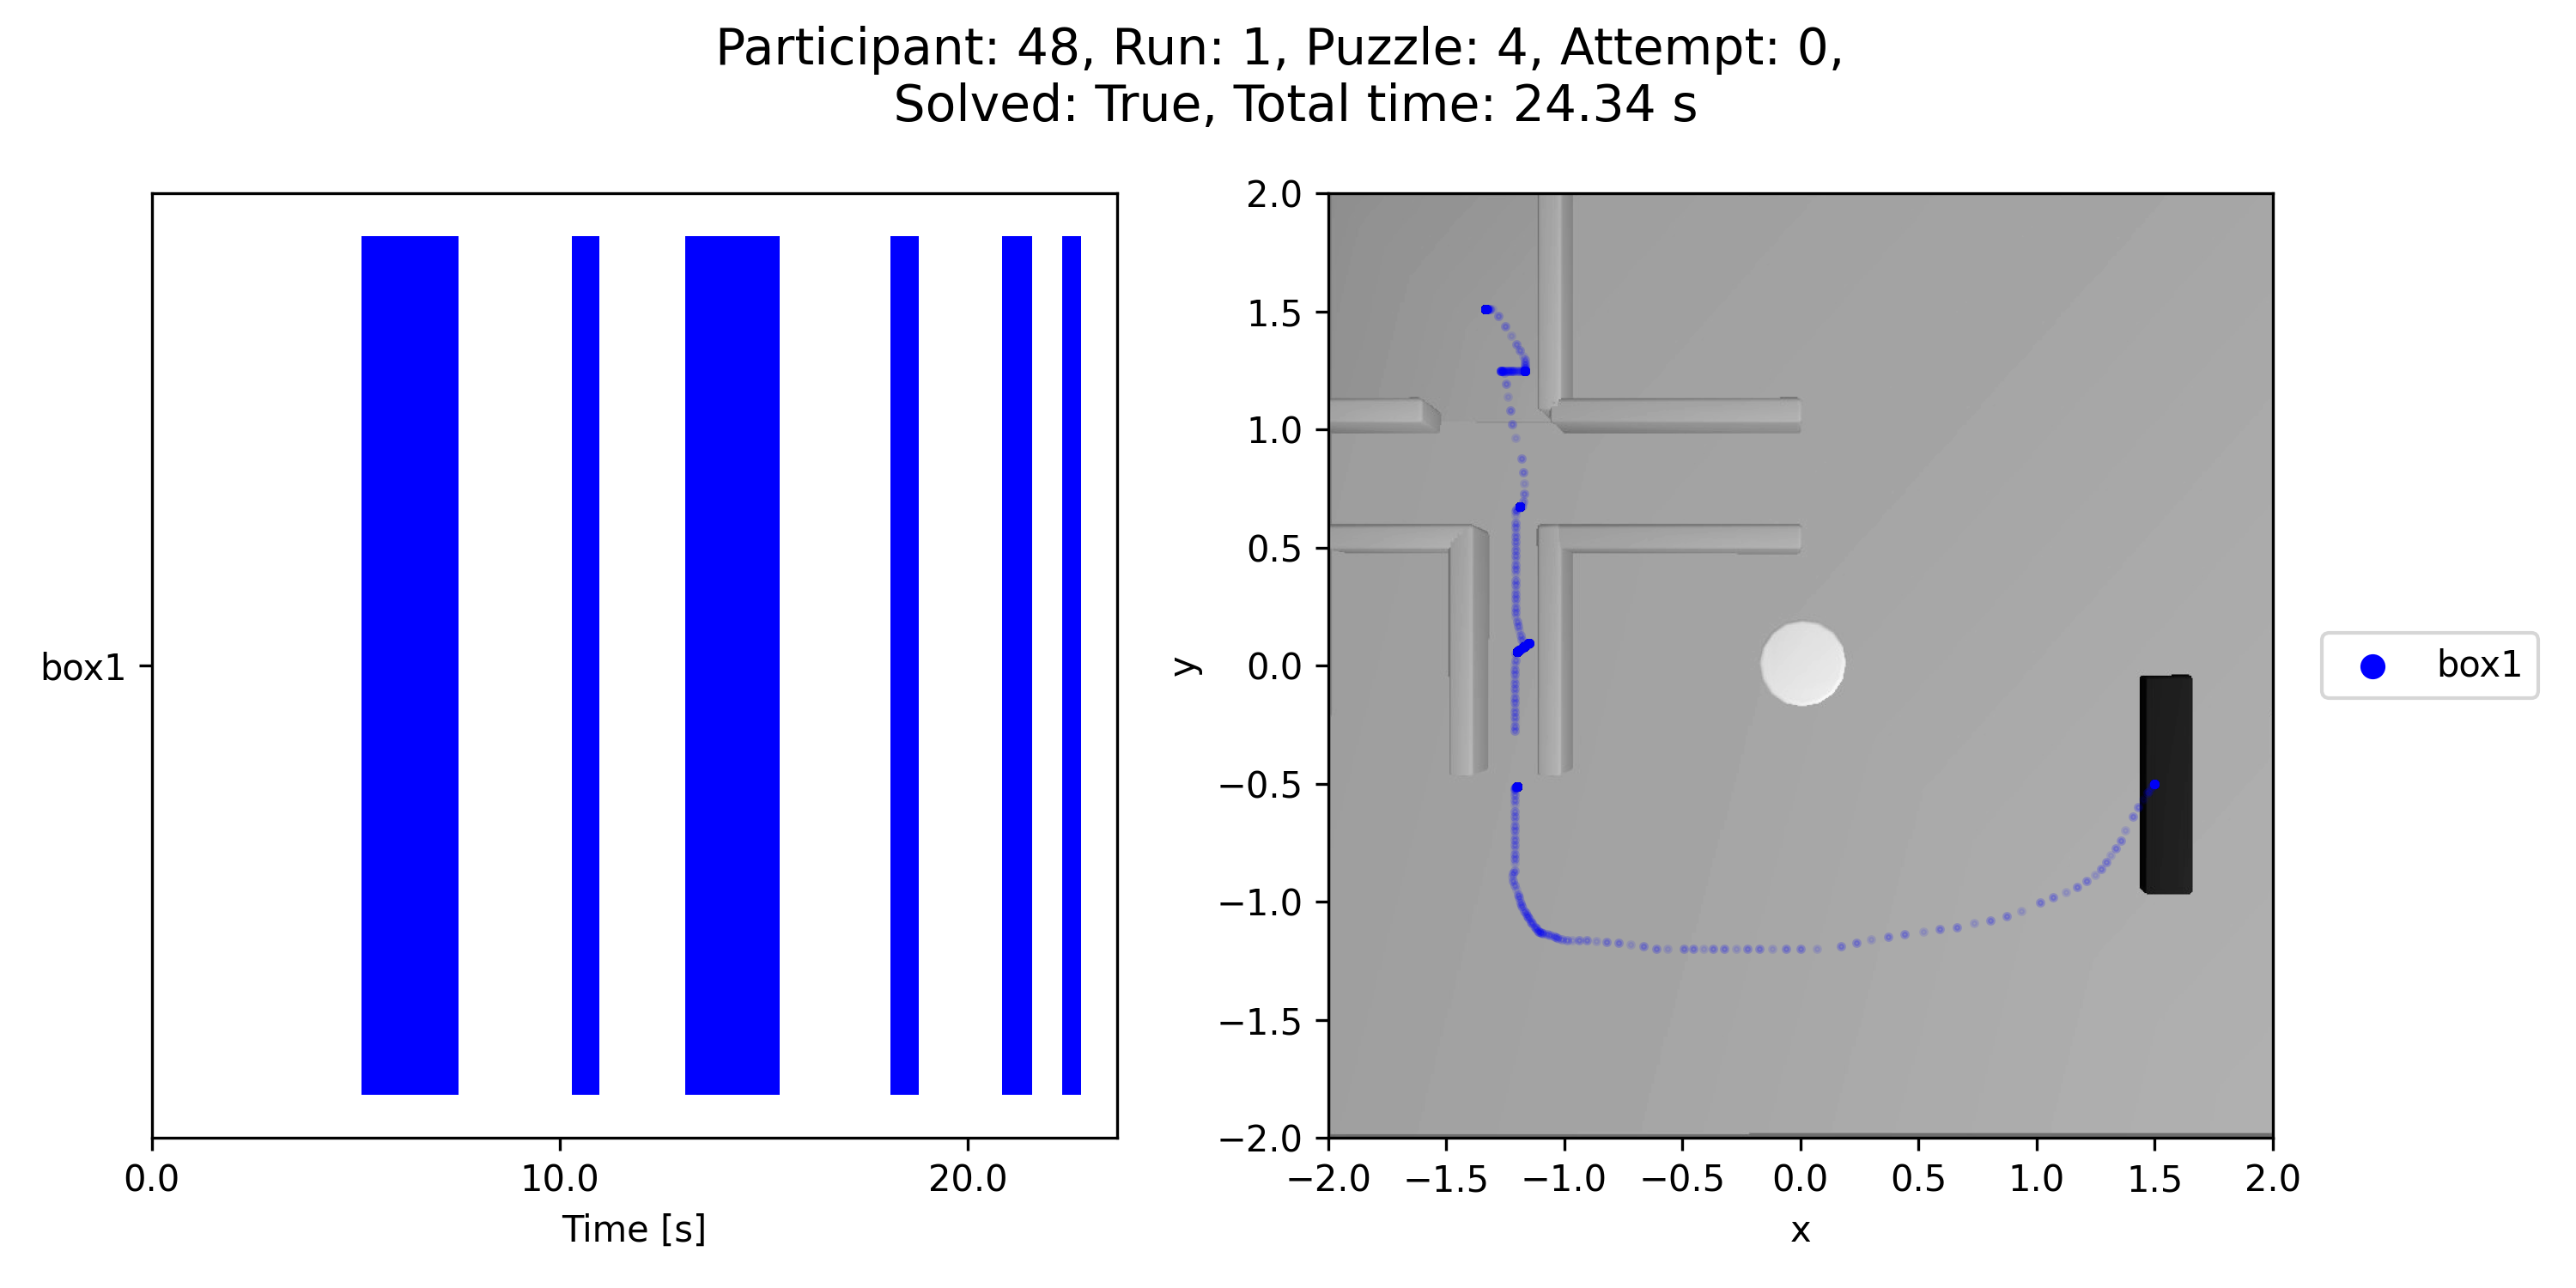 Participant: 48, Run: 1, Puzzle: 4, Attempt: 0,
Solved: True, Total time: 24.34 s
box1
0.0 10.0 20.0
Time [s]
2.0
1.5
1.0
0.5
0.0
−0.5
−1.0
−1.5
−2.0
y
−2.0 −1.5 −1.0 −0.5 0.0 0.5 1.0 1.5 2.0
x
box1